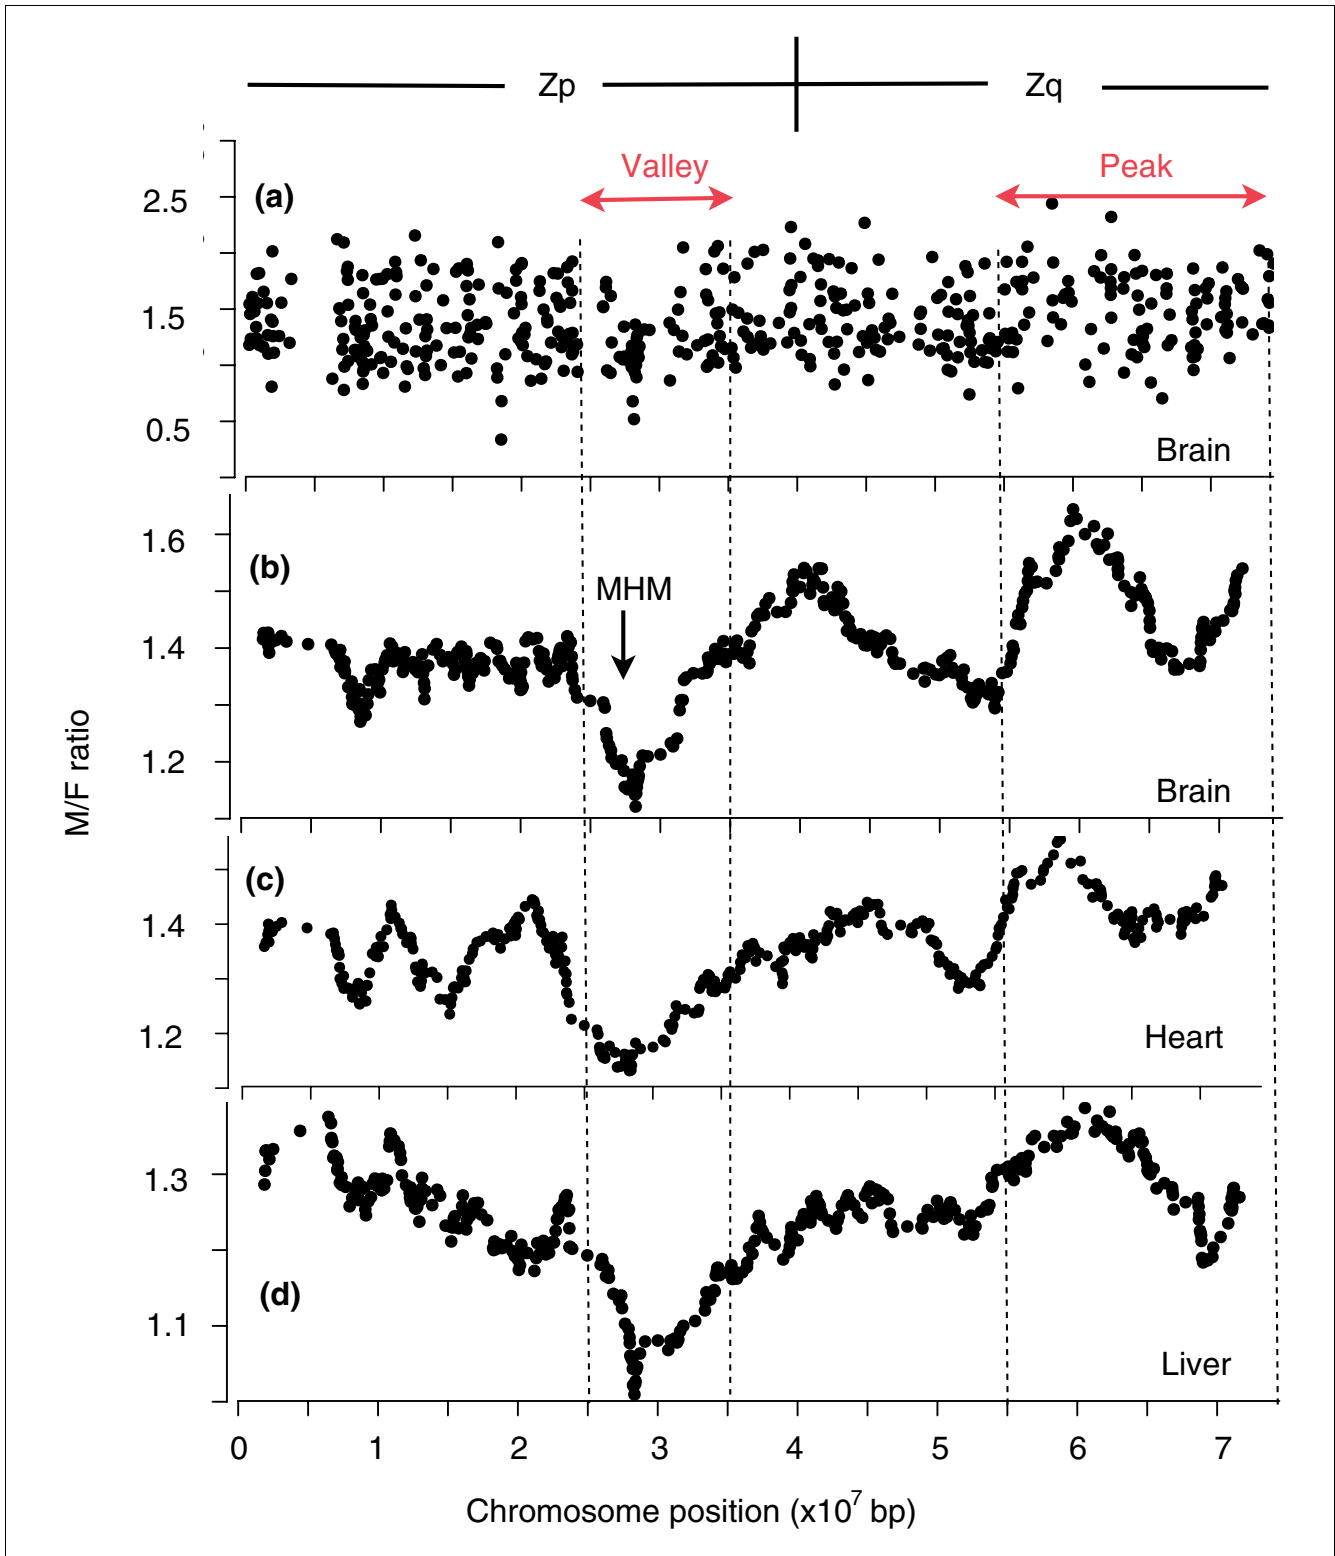 Zp Zq
Valley Peak
(a)
2.5
1.5
0.5
Brain
(b)
MHM
1.6
1.4
1.2
Brain
M/F ratio
(c)
1.4
1.2
Heart
1.3
(d)
1.1
Liver
0 1 2 3 4 5 6 7
Chromosome position (x10⁷ bp)